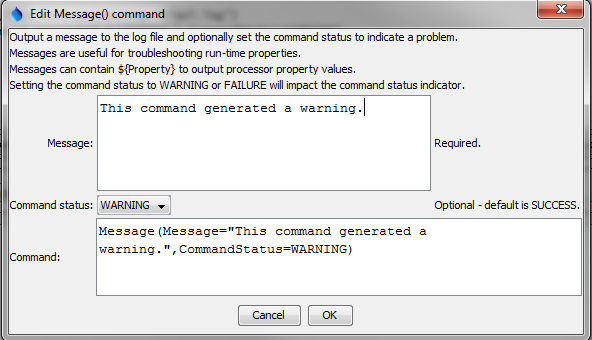 Edit Message() command
Output a message to the log file and optionally set the command status to indicate a problem.
Messages are useful for troubleshooting run-time properties.
Messages can contain ${Property} to output processor property values.
Setting the command status to WARNING or FAILURE will impact the command status indicator.
This command generated a warning.
Message:
Required.
Command status:
WARNING
Optional - default is SUCCESS.
Message(Message="This command generated a
warning.",CommandStatus=WARNING)
Command:
Cancel
OK